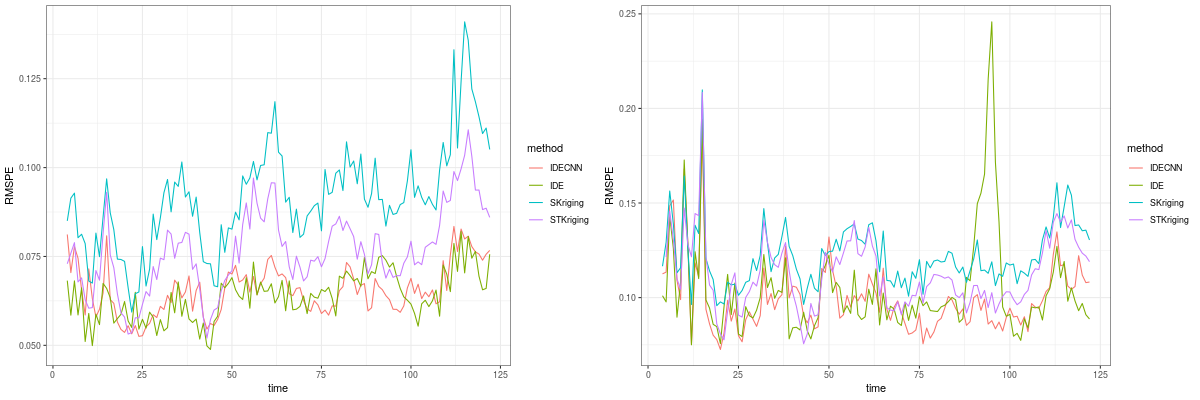 RMSPE
0.125
0.100
0.075
0.050
0
25
50
75
100
125
time
method
IDECNN
IDE
SKriging
STKriging
RMSPE
0.25
0.20
0.15
0.10
0
25
50
75
100
125
time
method
IDECNN
IDE
SKriging
STKriging